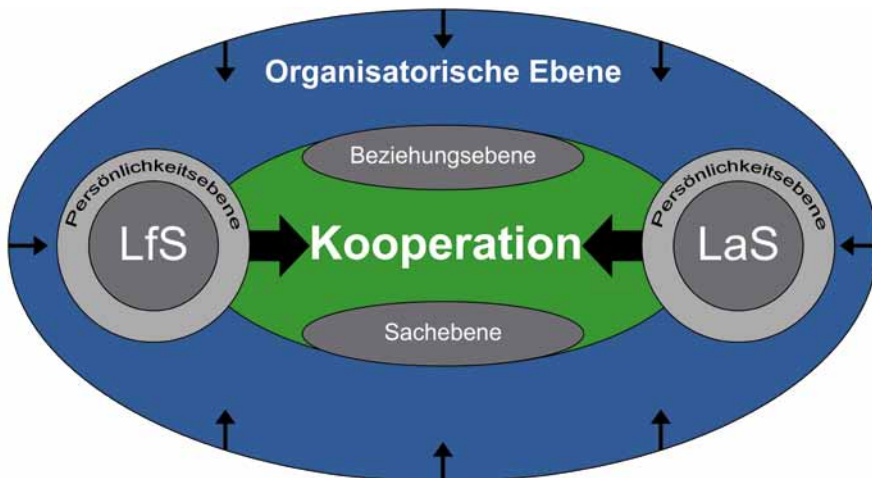 Organisatorische Ebene
Beziehungsebene
Persönlichkeitsebene
LfS
Kooperation
Persönlichkeitsebene
LaS
Sachebene